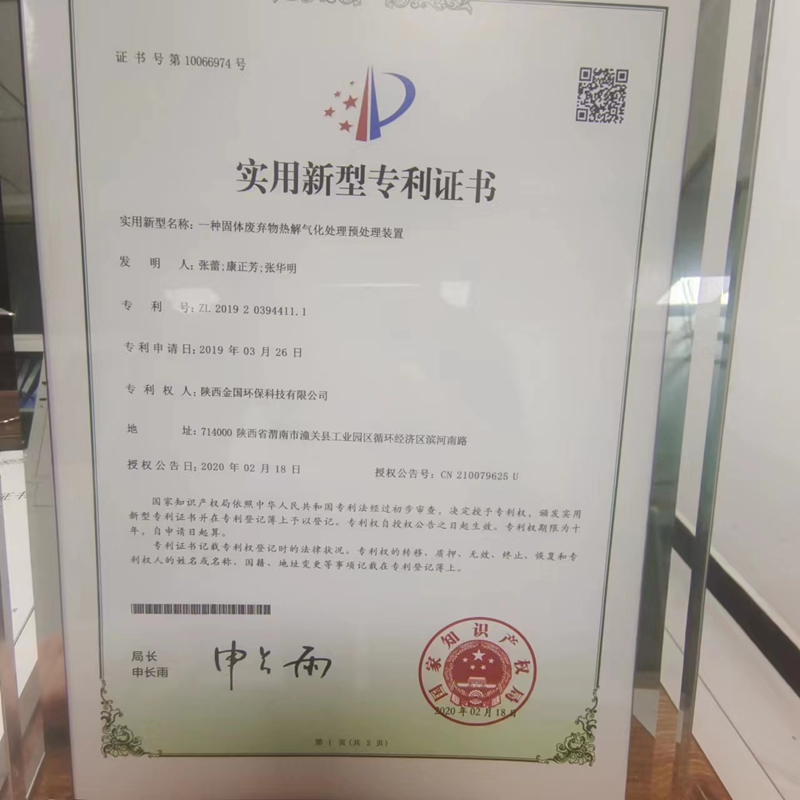 证书号第10066974号
实用新型专利证书
实用新型名称：一种固体废弃物热解气化处理预处理装置
发明人：张蕾;康正芳;张华明
专利号：ZL 2019 2 0394411.1
专利申请日：2019年03月26日
专利权人：陕西金国环保科技有限公司
地址：714000 陕西省渭南市潼关县工业园区循环经济区滨河南路
授权公告日：2020年02月18日
授权公告号：CN 210079625 U
国家知识产权局依照中华人民共和国专利法经过初步审查，决定授予专利权，颁发实用
新型专利证书并在专利登记簿上予以登记。专利权自授权公告之日起生效。专利权期限为十
年，自申请日起算。
专利证书记载专利权登记时的法律状况。专利权的转移、质押、无效、终止、恢复和专
利权人的姓名或名称、国籍、地址变更等事项记载在专利登记簿上。
局长
申长雨
申长雨
国家知识产权局
2020年02月18日
第1页(共2页)